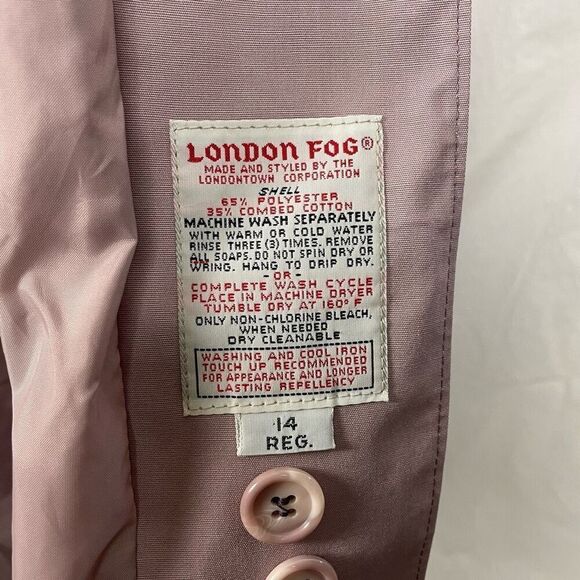 LONDON FOG®
MADE AND STYLED BY THE
LONDONTOWN CORPORATION
SHELL
65% POLYESTER
35% COMBED COTTON
MACHINE WASH SEPARATELY
WITH WARM OR COLD WATER
RINSE THREE (3) TIMES. REMOVE
ALL SOAPS. DO NOT SPIN DRY OR
WRING. HANG TO DRIP DRY.
-OR-
COMPLETE WASH CYCLE
PLACE IN MACHINE DRYER
TUMBLE DRY AT 160° F
ONLY NON-CHLORINE BLEACH,
WHEN NEEDED
DRY CLEANABLE
WASHING AND COOL IRON
TOUCH UP RECOMMENDED
FOR APPEARANCE AND LONGER
LASTING REPELLENCY
14
REG.